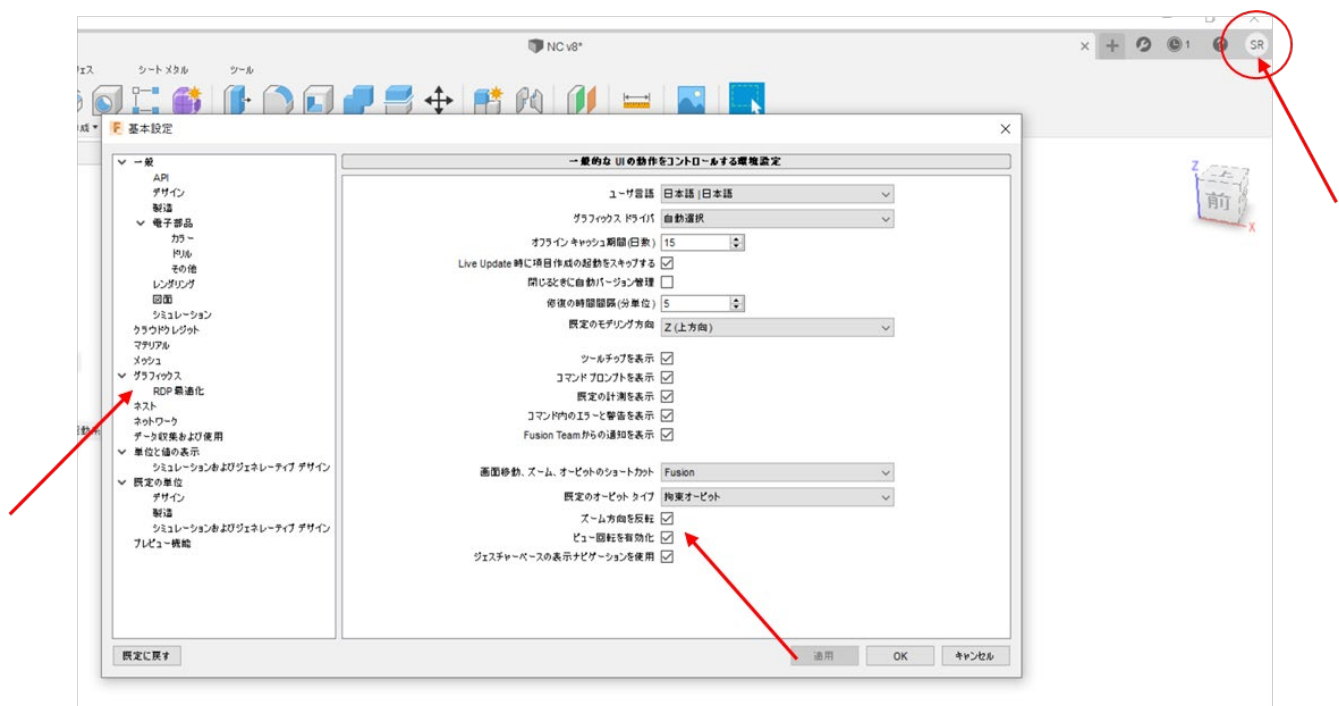 NC v8*
1
SR
シート メタル
ツール
基本設定
一般
API
デザイン
製造
電子部品
カラー
ドリル
その他
レンダリング
図面
シミュレーション
クラウドクレジット
マテリアル
メッシュ
グラフィックス
RDP 最適化
ネスト
ネットワーク
データ収集および使用
単位と値の表示
シミュレーションおよびジェネレーティブ デザイン
既定の単位
デザイン
製造
シミュレーションおよびジェネレーティブ デザイン
プレビュー機能
一般的な UI の動作をコントロールする環境設定
ユーザ言語 日本語 | 日本語
グラフィックス ドライバ 自動選択
オフライン キャッシュ期間(日数) 15
Live Update 時に項目作成の起動をスキップする
閉じるときに自動バージョン管理
修復の時間間隔(分単位) 5
既定のモデリング方向 Z (上方向)
ツールチップを表示
コマンド プロンプトを表示
既定の計測を表示
コマンド内のエラーと警告を表示
Fusion Team からの通知を表示
画面移動、ズーム、オービットのショートカット Fusion
既定のオービット タイプ 拘束オービット
ズーム方向を反転
ビュー回転を有効化
ジェスチャーベースの表示ナビゲーションを使用
既定に戻す
適用 OK キャンセル
Z
上
前
X